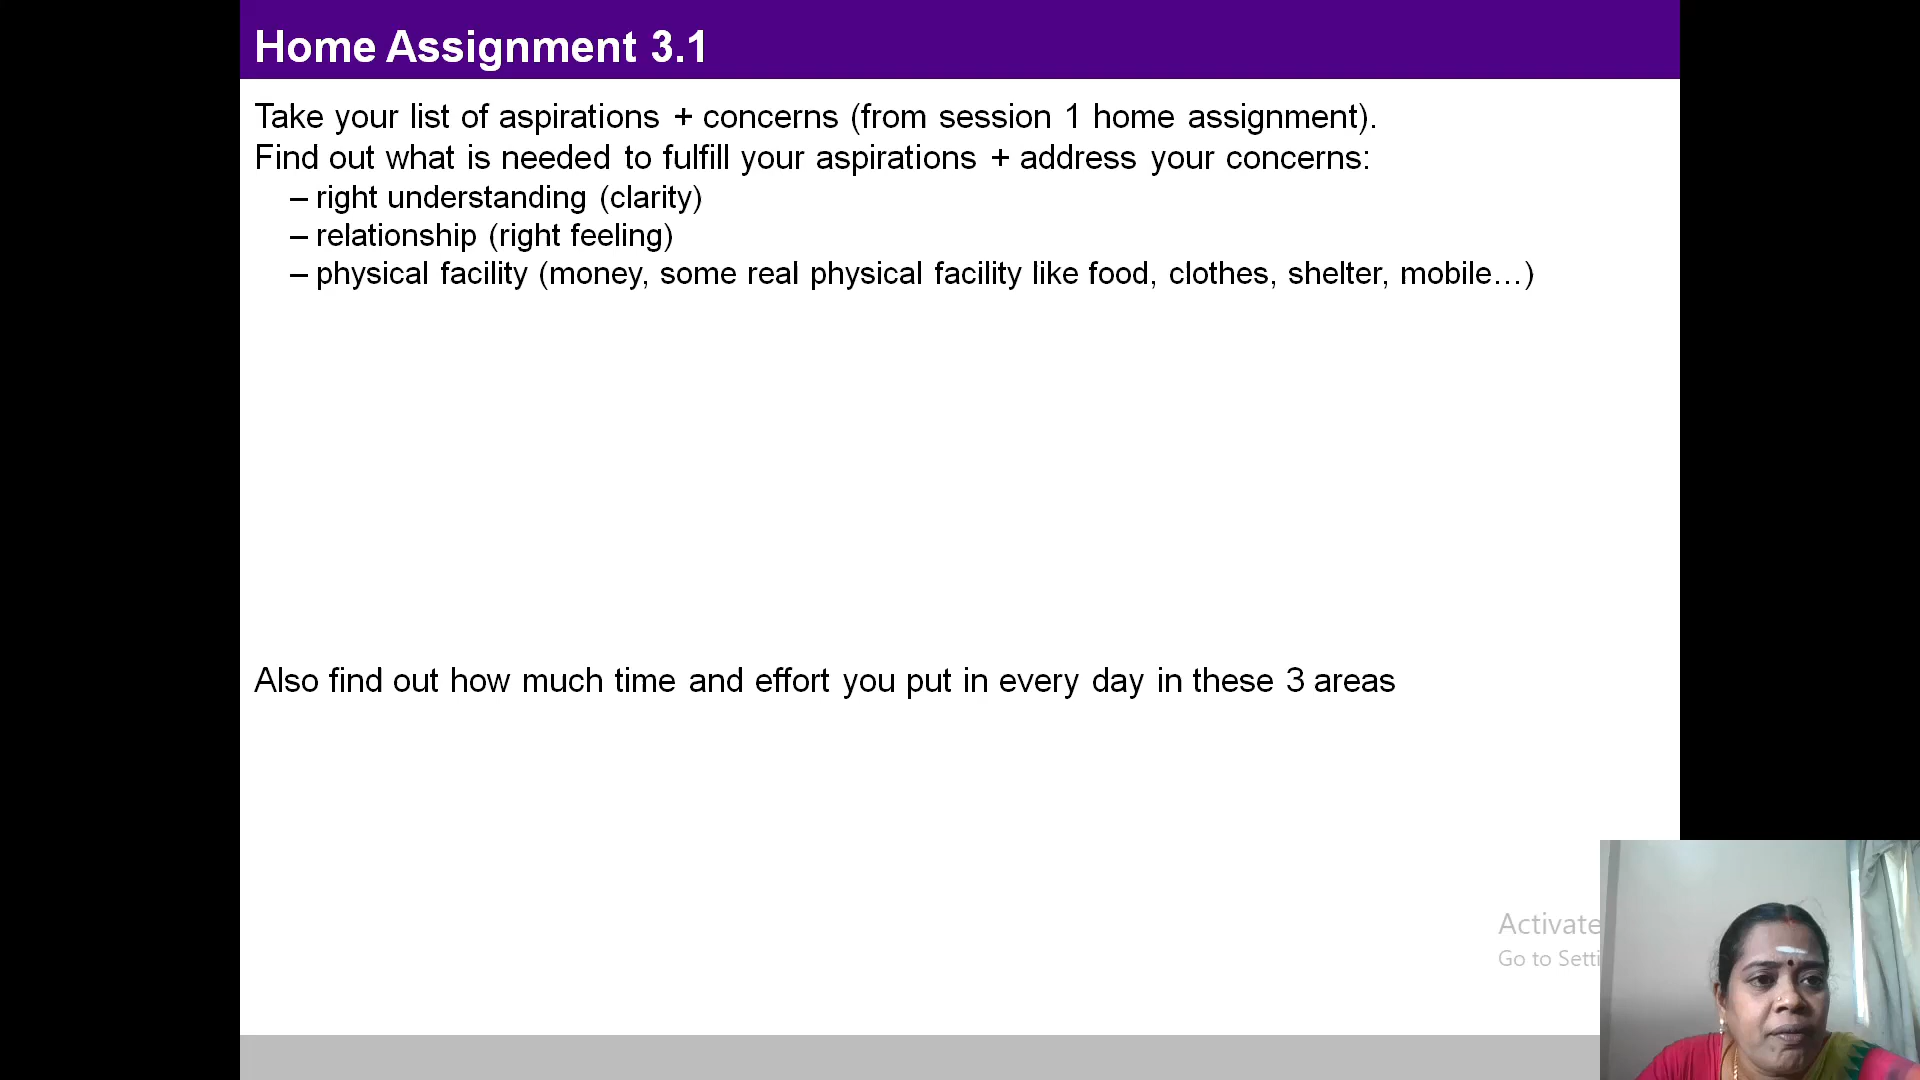 Home Assignment 3.1
Take your list of aspirations + concerns (from session 1 home assignment).
Find out what is needed to fulfill your aspirations + address your concerns:
– right understanding (clarity)
– relationship (right feeling)
– physical facility (money, some real physical facility like food, clothes, shelter, mobile…)
Also find out how much time and effort you put in every day in these 3 areas
Activate
Go to Setti